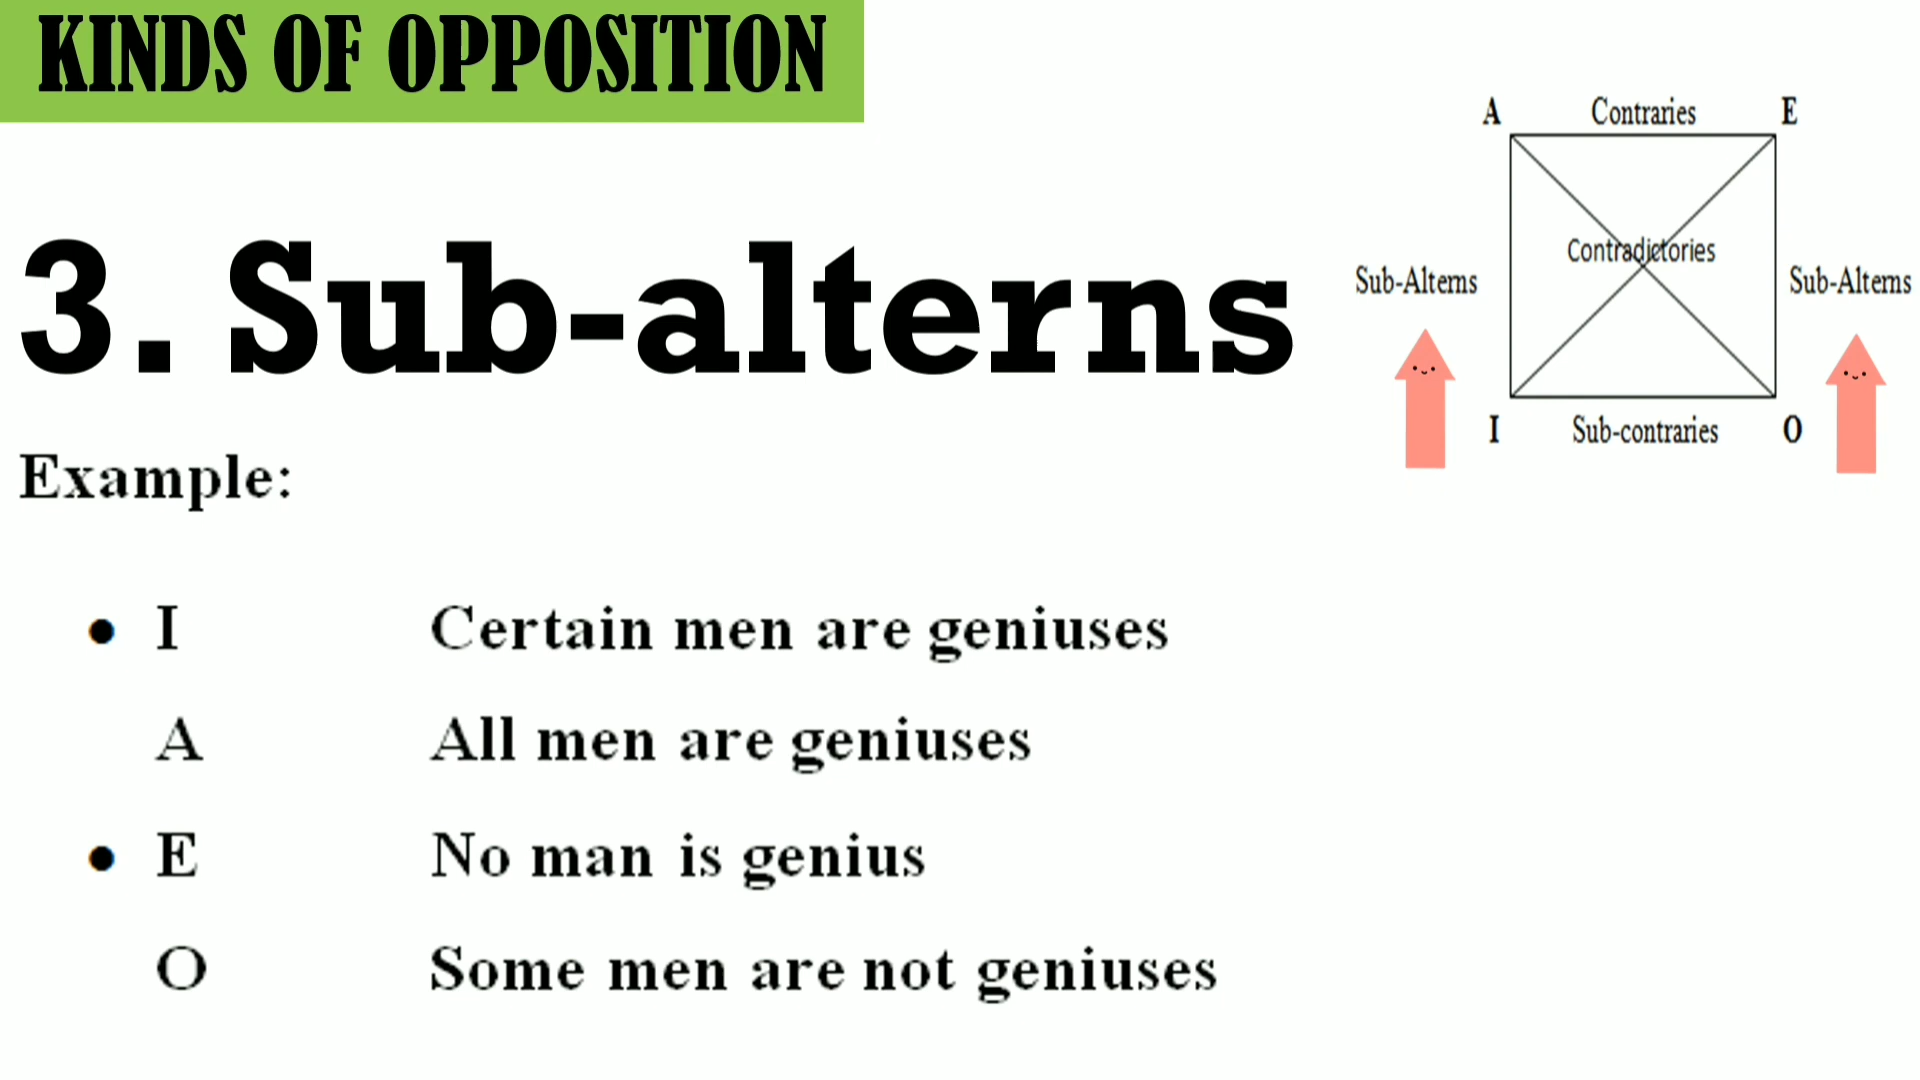 KINDS OF OPPOSITION
A Contraries E
3. Sub-alterns
Contradictories
Sub-Alterns Sub-Alterns
I Sub-contraries O
Example:
• I Certain men are geniuses
A All men are geniuses
• E No man is genius
O Some men are not geniuses